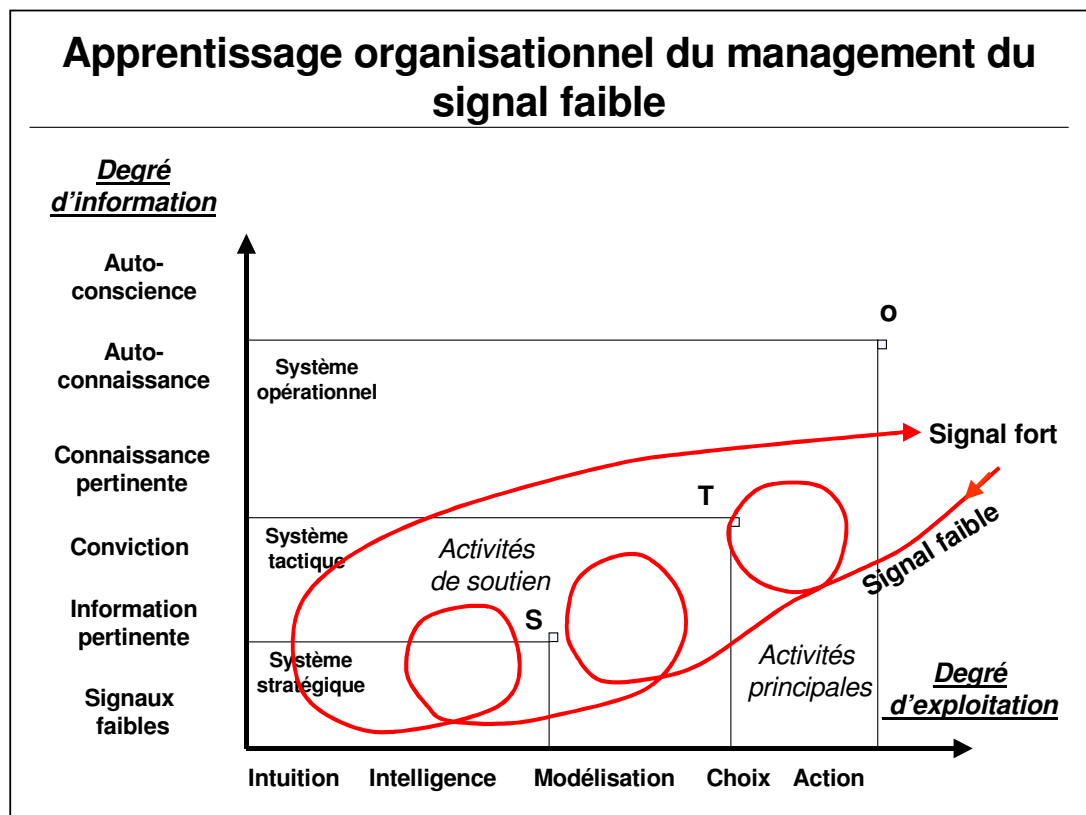 Apprentissage organisationnel du management du
signal faible
Degré
d'information
Auto-
conscience
Auto-
connaissance
Connaissance
pertinente
Conviction
Information
pertinente
Signaux
faibles
O
Système
opérationnel
Signal fort
T
Signal faible
Système
tactique
Activités
de soutien
S
Système
stratégique
Activités
principales
Degré
d'exploitation
Intuition Intelligence Modélisation Choix Action